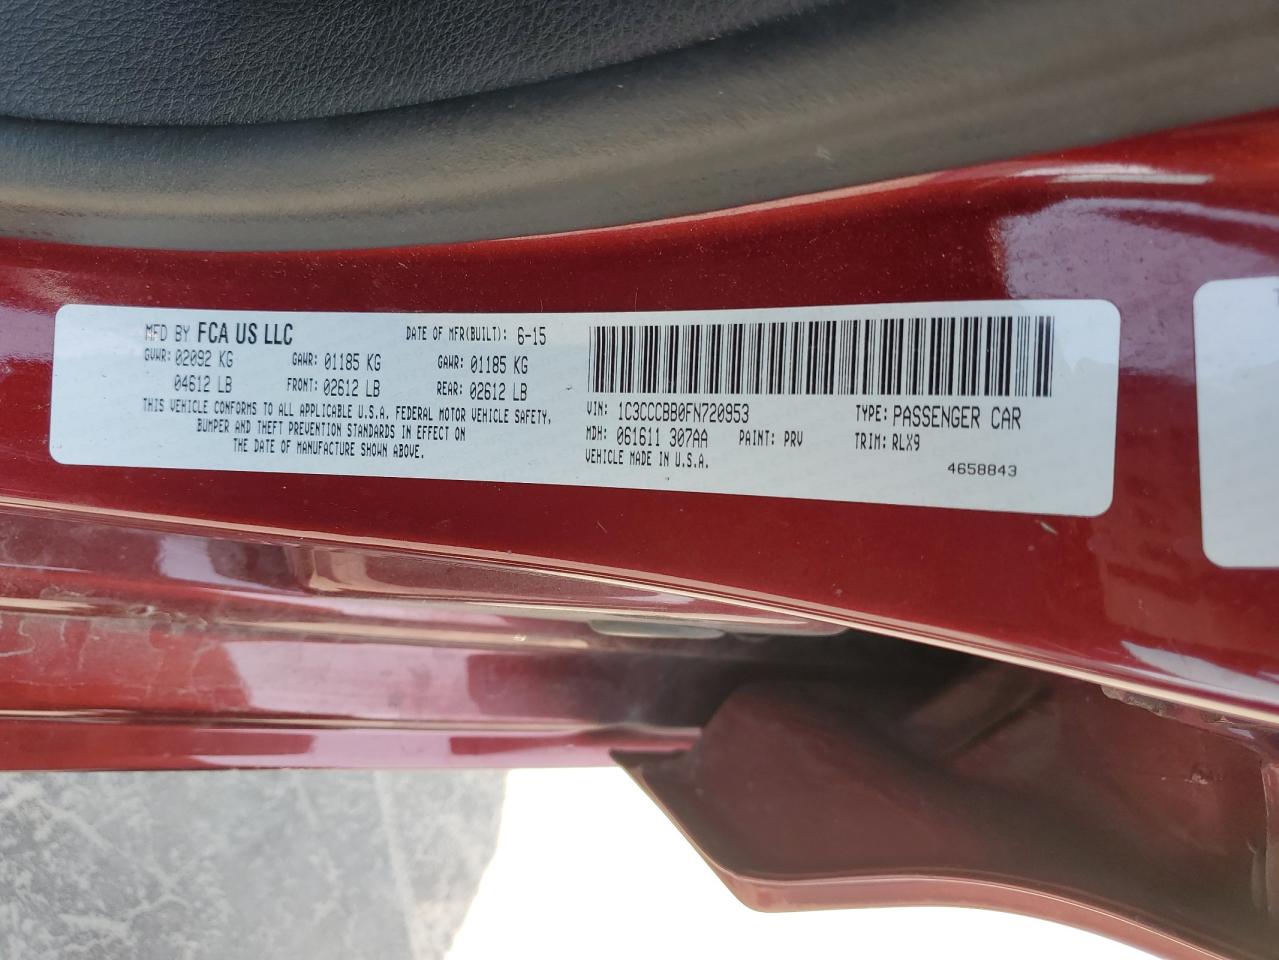 MFD BY FCA US LLC DATE OF MFR(BUILT): 6-15
GVWR: 02092 KG GAWR: 01185 KG GAWR: 01185 KG
04612 LB FRONT: 02612 LB REAR: 02612 LB
THIS VEHICLE CONFORMS TO ALL APPLICABLE U.S.A. FEDERAL MOTOR VEHICLE SAFETY,
BUMPER AND THEFT PREVENTION STANDARDS IN EFFECT ON
THE DATE OF MANUFACTURE SHOWN ABOVE.
VIN: 1C3CCCBB0FN720953 TYPE: PASSENGER CAR
MDH: 061611 307AA PAINT: PRV TRIM: RLX9
VEHICLE MADE IN U.S.A. 4658843